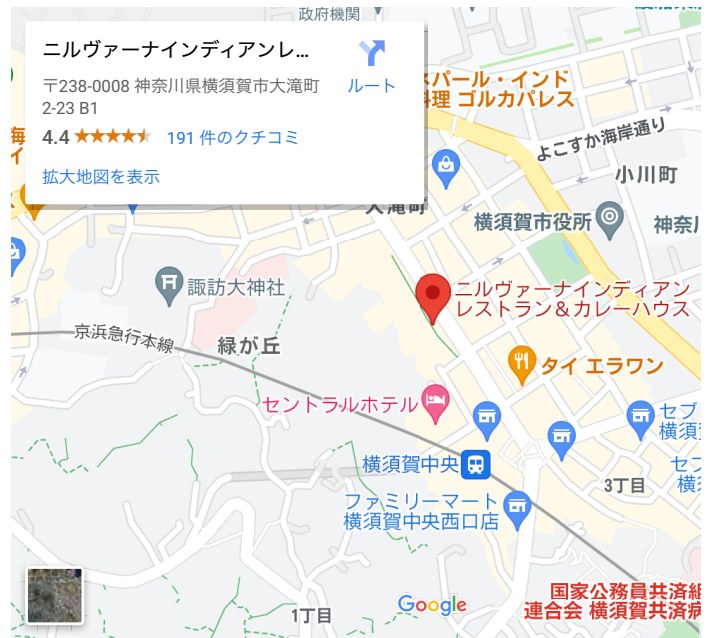 政府機関
ニルヴァーナインディアンレ...
〒238-0008 神奈川県横須賀市大滝町
2-23 B1
ルート
4.4
191 件のクチコミ
拡大地図を表示
スパール・インド
料理 ゴルカパレス
よこすか海岸通り
小川町
大滝町
横須賀市役所
神奈川
諏訪大神社
ニルヴァーナインディアン
レストラン＆カレーハウス
京浜急行本線
緑が丘
タイ エラワン
セントラルホテル
セブ
横須
横須賀中央
セブ
横
3丁目
ファミリーマート
横須賀中央西口店
国家公務員共済組
連合会 横須賀共済病
Google
1丁目